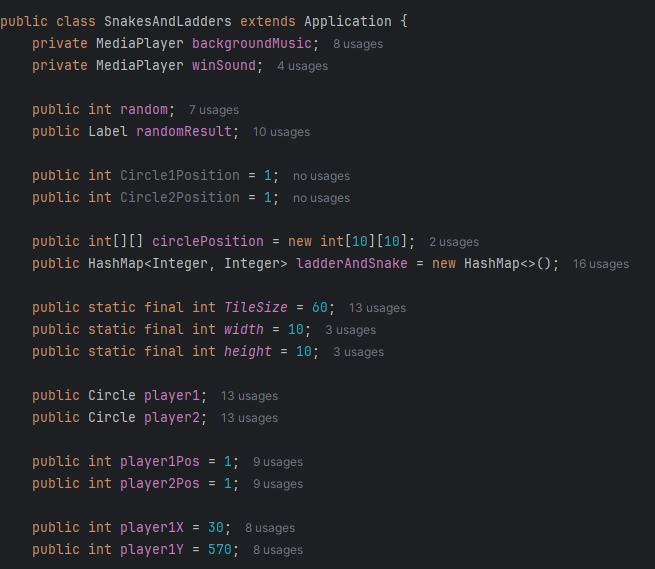 public class SnakesAndLadders extends Application {
private MediaPlayer backgroundMusic; 8 usages
private MediaPlayer winSound; 4 usages
public int random; 7 usages
public Label randomResult; 10 usages
public int Circle1Position = 1; no usages
public int Circle2Position = 1; no usages
public int[][] circlePosition = new int[10][10]; 2 usages
public HashMap<Integer, Integer> ladderAndSnake = new HashMap<>(); 16 usages
public static final int TileSize = 60; 13 usages
public static final int width = 10; 3 usages
public static final int height = 10; 3 usages
public Circle player1; 13 usages
public Circle player2; 13 usages
public int player1Pos = 1; 9 usages
public int player2Pos = 1; 9 usages
public int player1X = 30; 8 usages
public int player1Y = 570; 8 usages